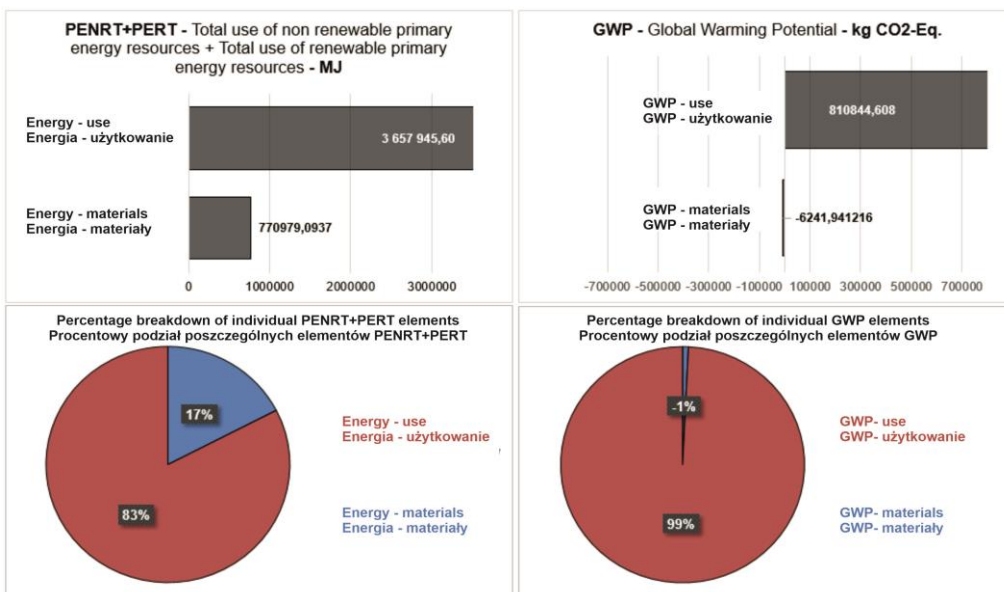 PENRT+PERT - Total use of non renewable primary
energy resources + Total use of renewable primary
energy resources - MJ
Energy - use
Energia - użytkowanie
3 657 945,60
Energy - materials
Energia - materiały
770979,0937
0 1000000 2000000 3000000
GWP - Global Warming Potential - kg CO2-Eq.
GWP - use
GWP - użytkowanie
810844,608
GWP - materials
GWP - materiały
-6241,941216
-700000 -500000 -300000 -100000 100000 300000 500000 700000
Percentage breakdown of individual PENRT+PERT elements
Procentowy podział poszczególnych elementów PENRT+PERT
17%
83%
Energy - use
Energia - użytkowanie
Energy - materials
Energia - materiały
Percentage breakdown of individual GWP elements
Procentowy podział poszczególnych elementów GWP
-1%
99%
GWP- use
GWP- użytkowanie
GWP- materials
GWP- materiały